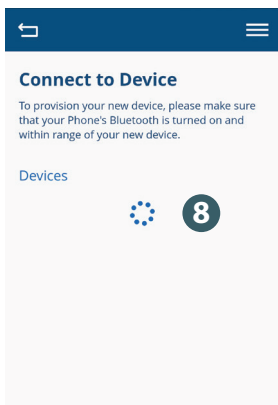 Connect to Device
To provision your new device, please make sure
that your Phone's Bluetooth is turned on and
within range of your new device.
Devices
8